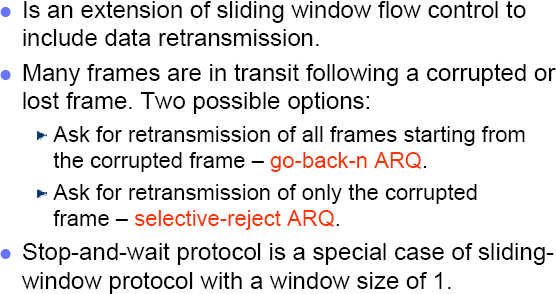 Is an extension of sliding window flow control to
include data retransmission.
Many frames are in transit following a corrupted or
lost frame. Two possible options:
Ask for retransmission of all frames starting from
the corrupted frame – go-back-n ARQ.
Ask for retransmission of only the corrupted
frame – selective-reject ARQ.
Stop-and-wait protocol is a special case of sliding-
window protocol with a window size of 1.